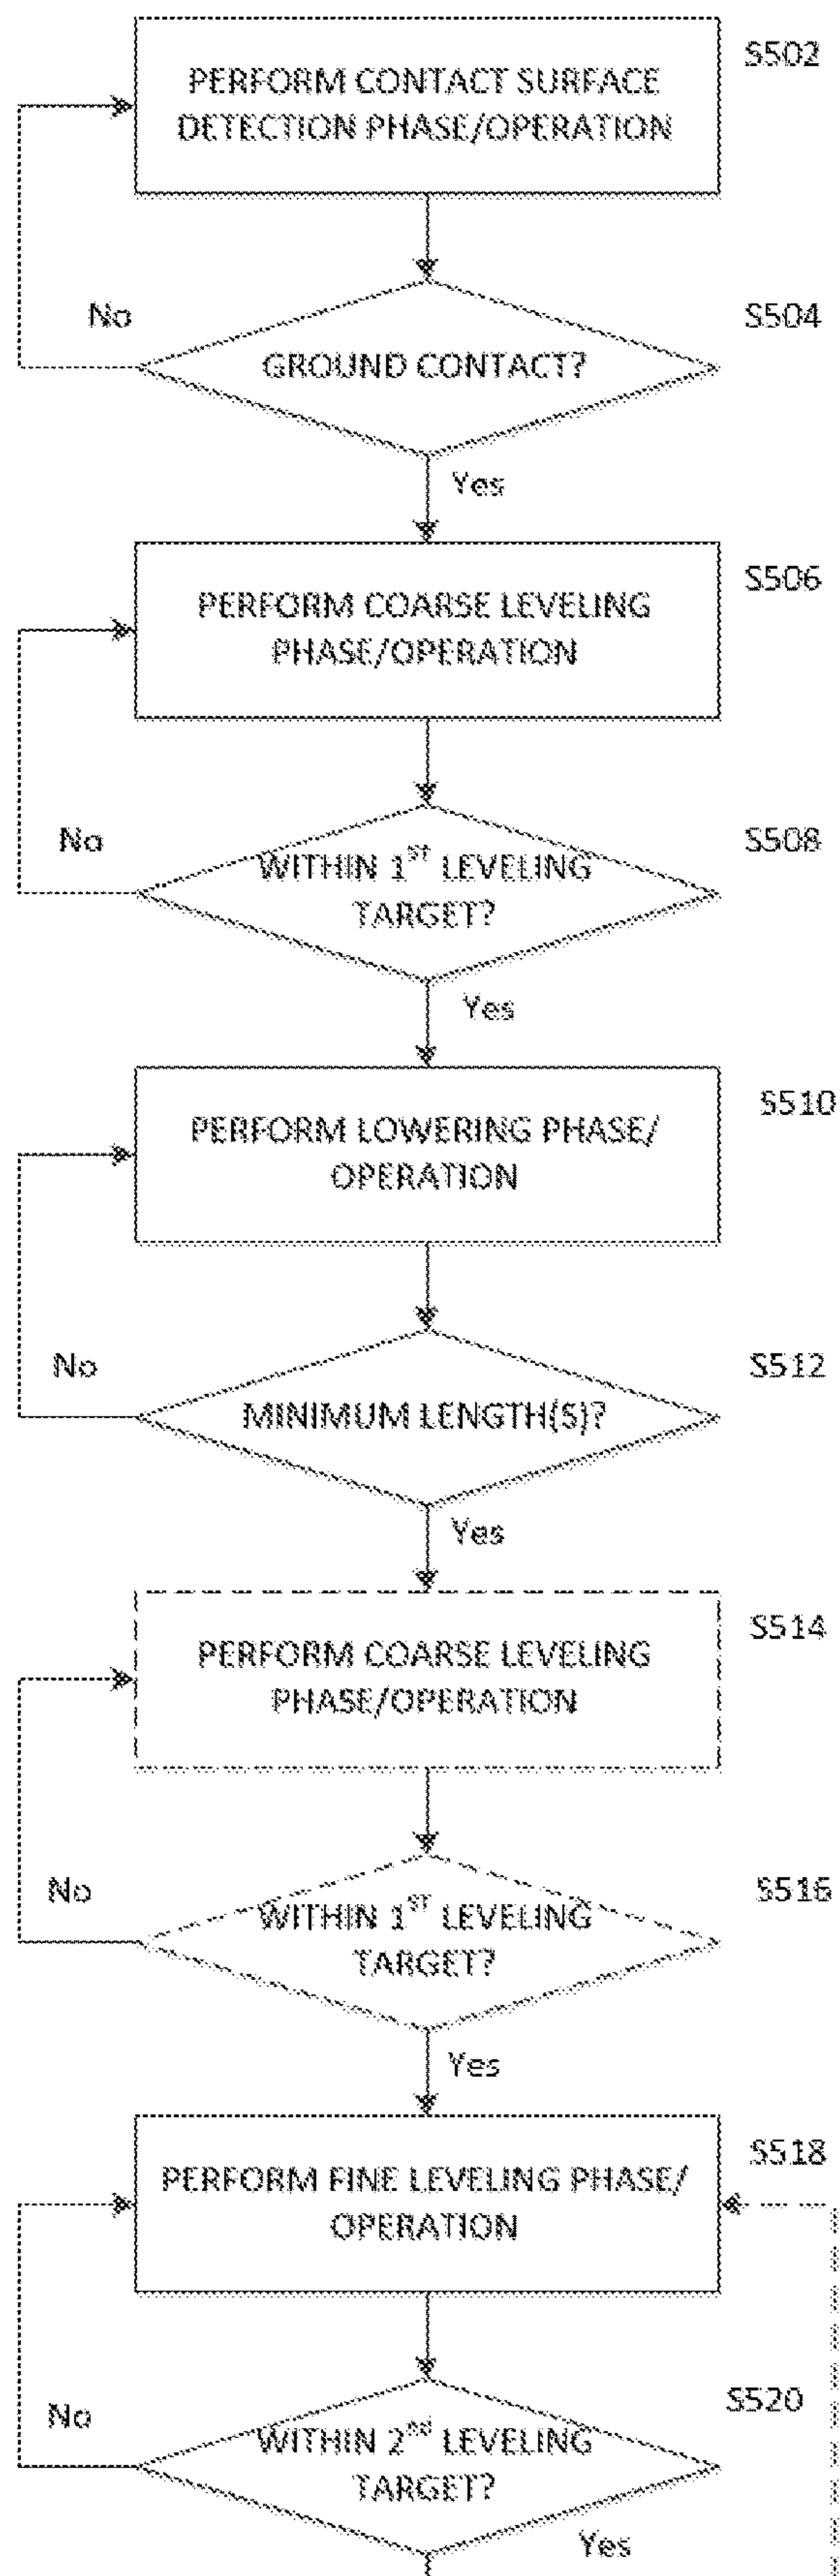 PERFORM CONTACT SURFACE
DETECTION PHASE/OPERATION
S502
No
GROUND CONTACT?
S504
Yes
PERFORM COARSE LEVELING
PHASE/OPERATION
S506
No
WITHIN 1ST LEVELING
TARGET?
S508
Yes
PERFORM LOWERING PHASE/
OPERATION
S510
No
MINIMUM LENGTH(S)?
S512
Yes
PERFORM COARSE LEVELING
PHASE/OPERATION
S514
No
WITHIN 1ST LEVELING
TARGET?
S516
Yes
PERFORM FINE LEVELING PHASE/
OPERATION
S518
No
WITHIN 2nd LEVELING
TARGET?
S520
Yes